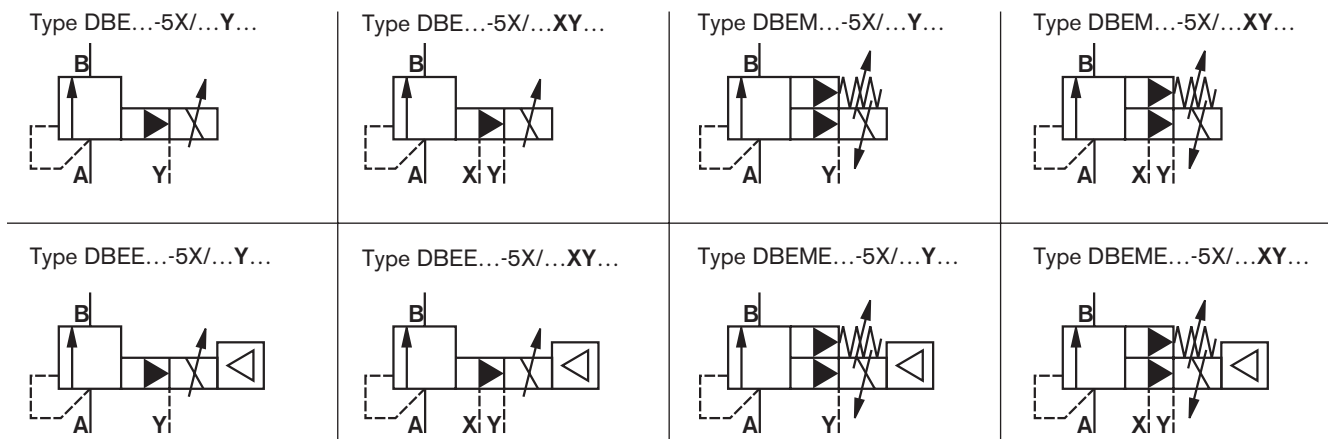 Type DBE…-5X/…Y…
B
A
Y
Type DBE…-5X/…XY…
B
A
X
Y
Type DBEM…-5X/…Y…
B
A
Y
Type DBEM…-5X/…XY…
B
A
X
Y
Type DBEE…-5X/…Y…
B
A
Y
Type DBEE…-5X/…XY…
B
A
X
Y
Type DBEME…-5X/…Y…
B
A
Y
Type DBEME…-5X/…XY…
B
A
X
Y